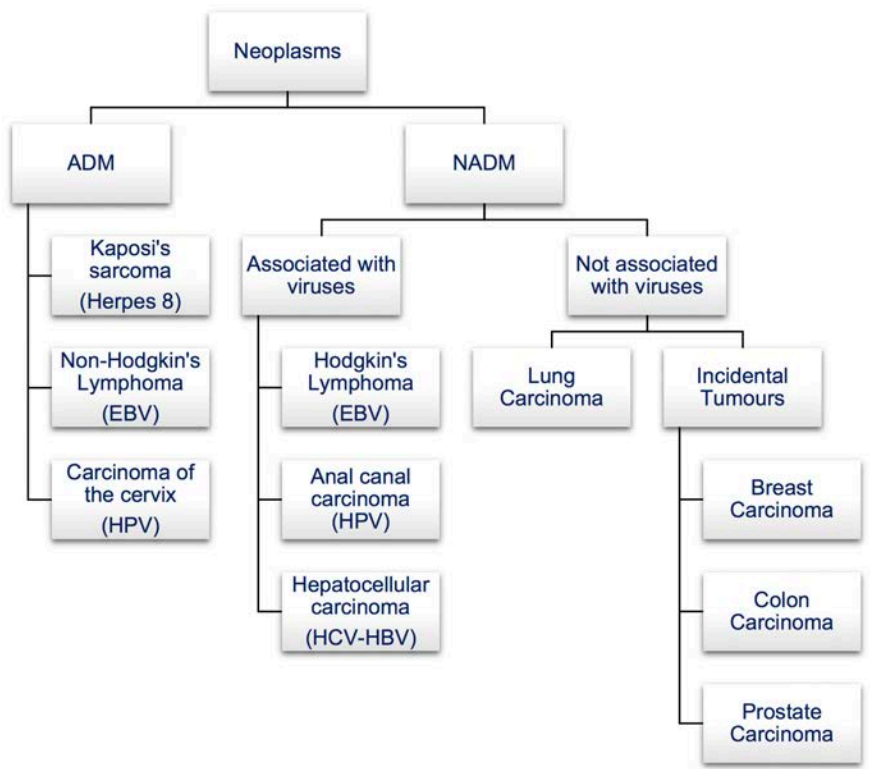 Neoplasms
ADM
NADM
Kaposi's
sarcoma
(Herpes 8)
Non-Hodgkin's
Lymphoma
(EBV)
Carcinoma of
the cervix
(HPV)
Associated with
viruses
Hodgkin's
Lymphoma
(EBV)
Anal canal
carcinoma
(HPV)
Hepatocellular
carcinoma
(HCV-HBV)
Not associated
with viruses
Lung
Carcinoma
Incidental
Tumours
Breast
Carcinoma
Colon
Carcinoma
Prostate
Carcinoma